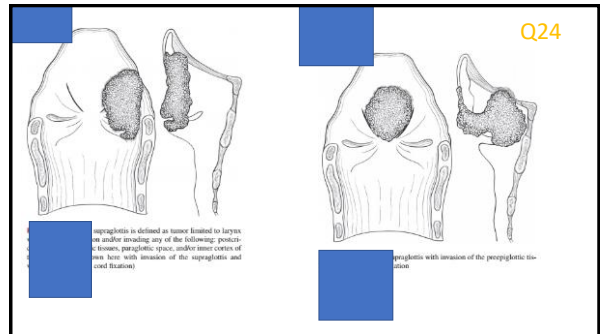 Q24
supraglottis is defined as tumor limited to larynx
on and/or invading any of the following: postcri-
ic tissues, paraglottic space, and/or inner cortex of
own here with invasion of the supraglottis and
cord fixation)
praglottis with invasion of the preepiglottic tis-
ation